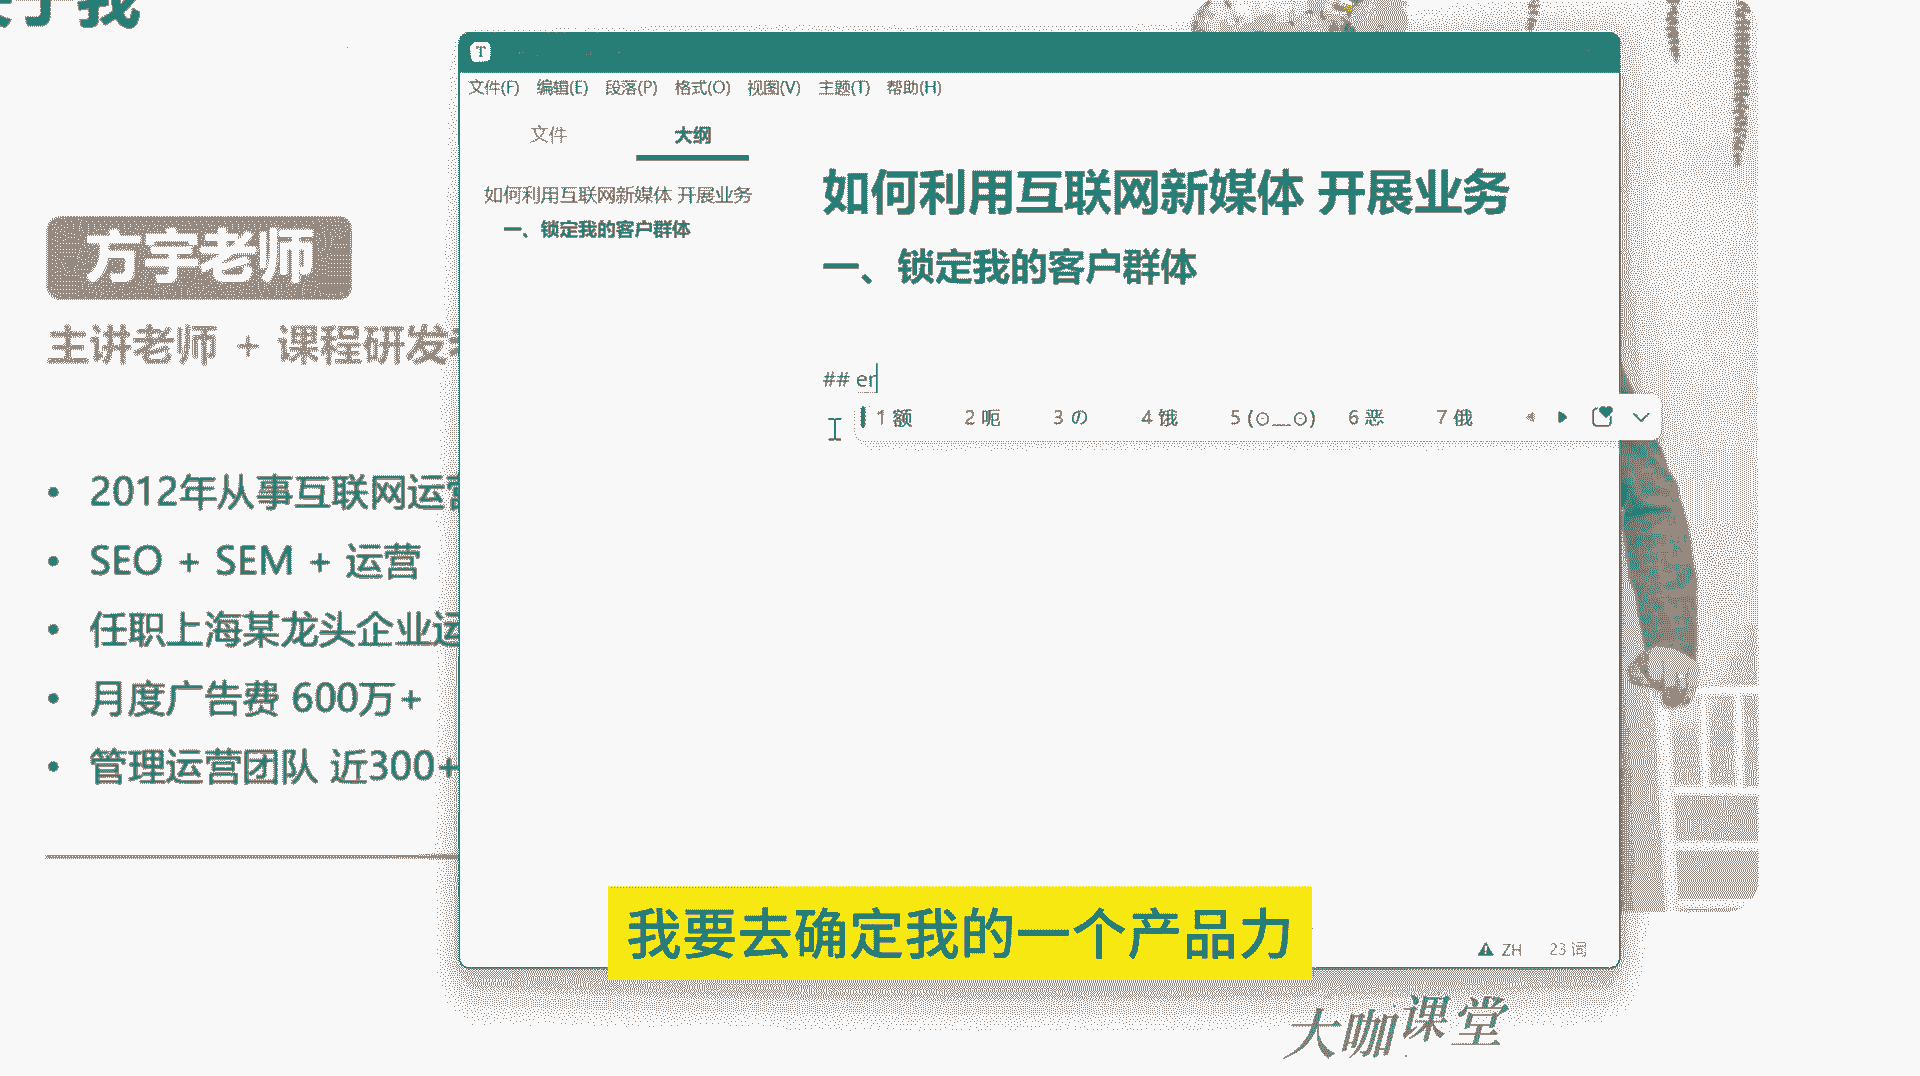 方宇老师
主讲老师 + 课程研发
• 2012年从事互联网运营
• SEO + SEM + 运营
• 任职上海某龙头企业运
• 月度广告费 600万+
• 管理运营团队 近300+
T
文件(F) 编辑(E) 段落(P) 格式(O) 视图(V) 主题(T) 帮助(H)
文件 大纲
如何利用互联网新媒体 开展业务
一、锁定我的客户群体
如何利用互联网新媒体 开展业务
一、锁定我的客户群体
## er
1 额 2 呃 3 の 4 饿 5 (⊙﹏⊙) 6 恶 7 俄
我要去确定我的一个产品力
ZH 23 词
大咖课堂